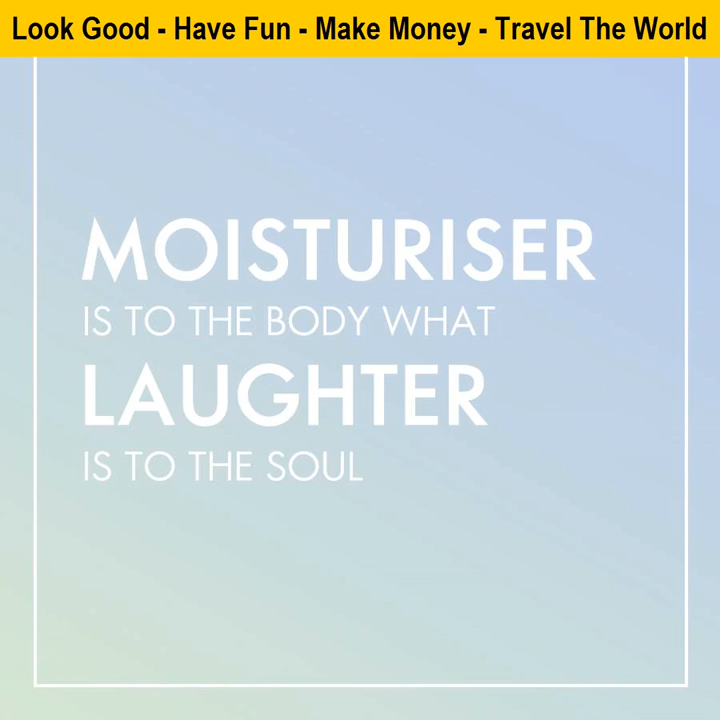 Look Good - Have Fun - Make Money - Travel The World
MOISTURISER
IS TO THE BODY WHAT
LAUGHTER
IS TO THE SOUL